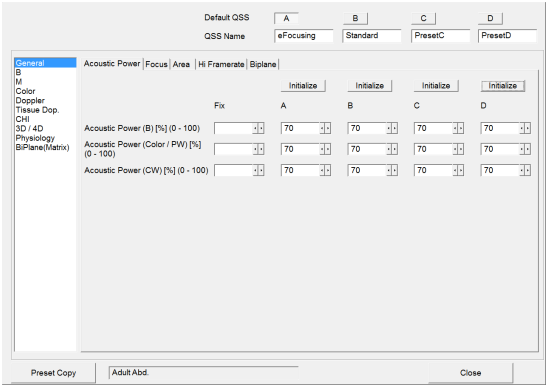 Default QSS A B C D
QSS Name eFocusing Standard PresetC PresetD
General
B
M
Color
Doppler
Tissue Dop.
CHI
3D / 4D
Physiology
BiPlane(Matrix)
Acoustic Power Focus Area Hi Framerate Biplane
Initialize Initialize Initialize Initialize
Fix A B C D
Acoustic Power (B) [%] (0 - 100) 70 70 70 70
Acoustic Power (Color / PW) [%]
(0 - 100) 70 70 70 70
Acoustic Power (CW) [%] (0 - 100) 70 70 70 70
Preset Copy Adult Abd. Close